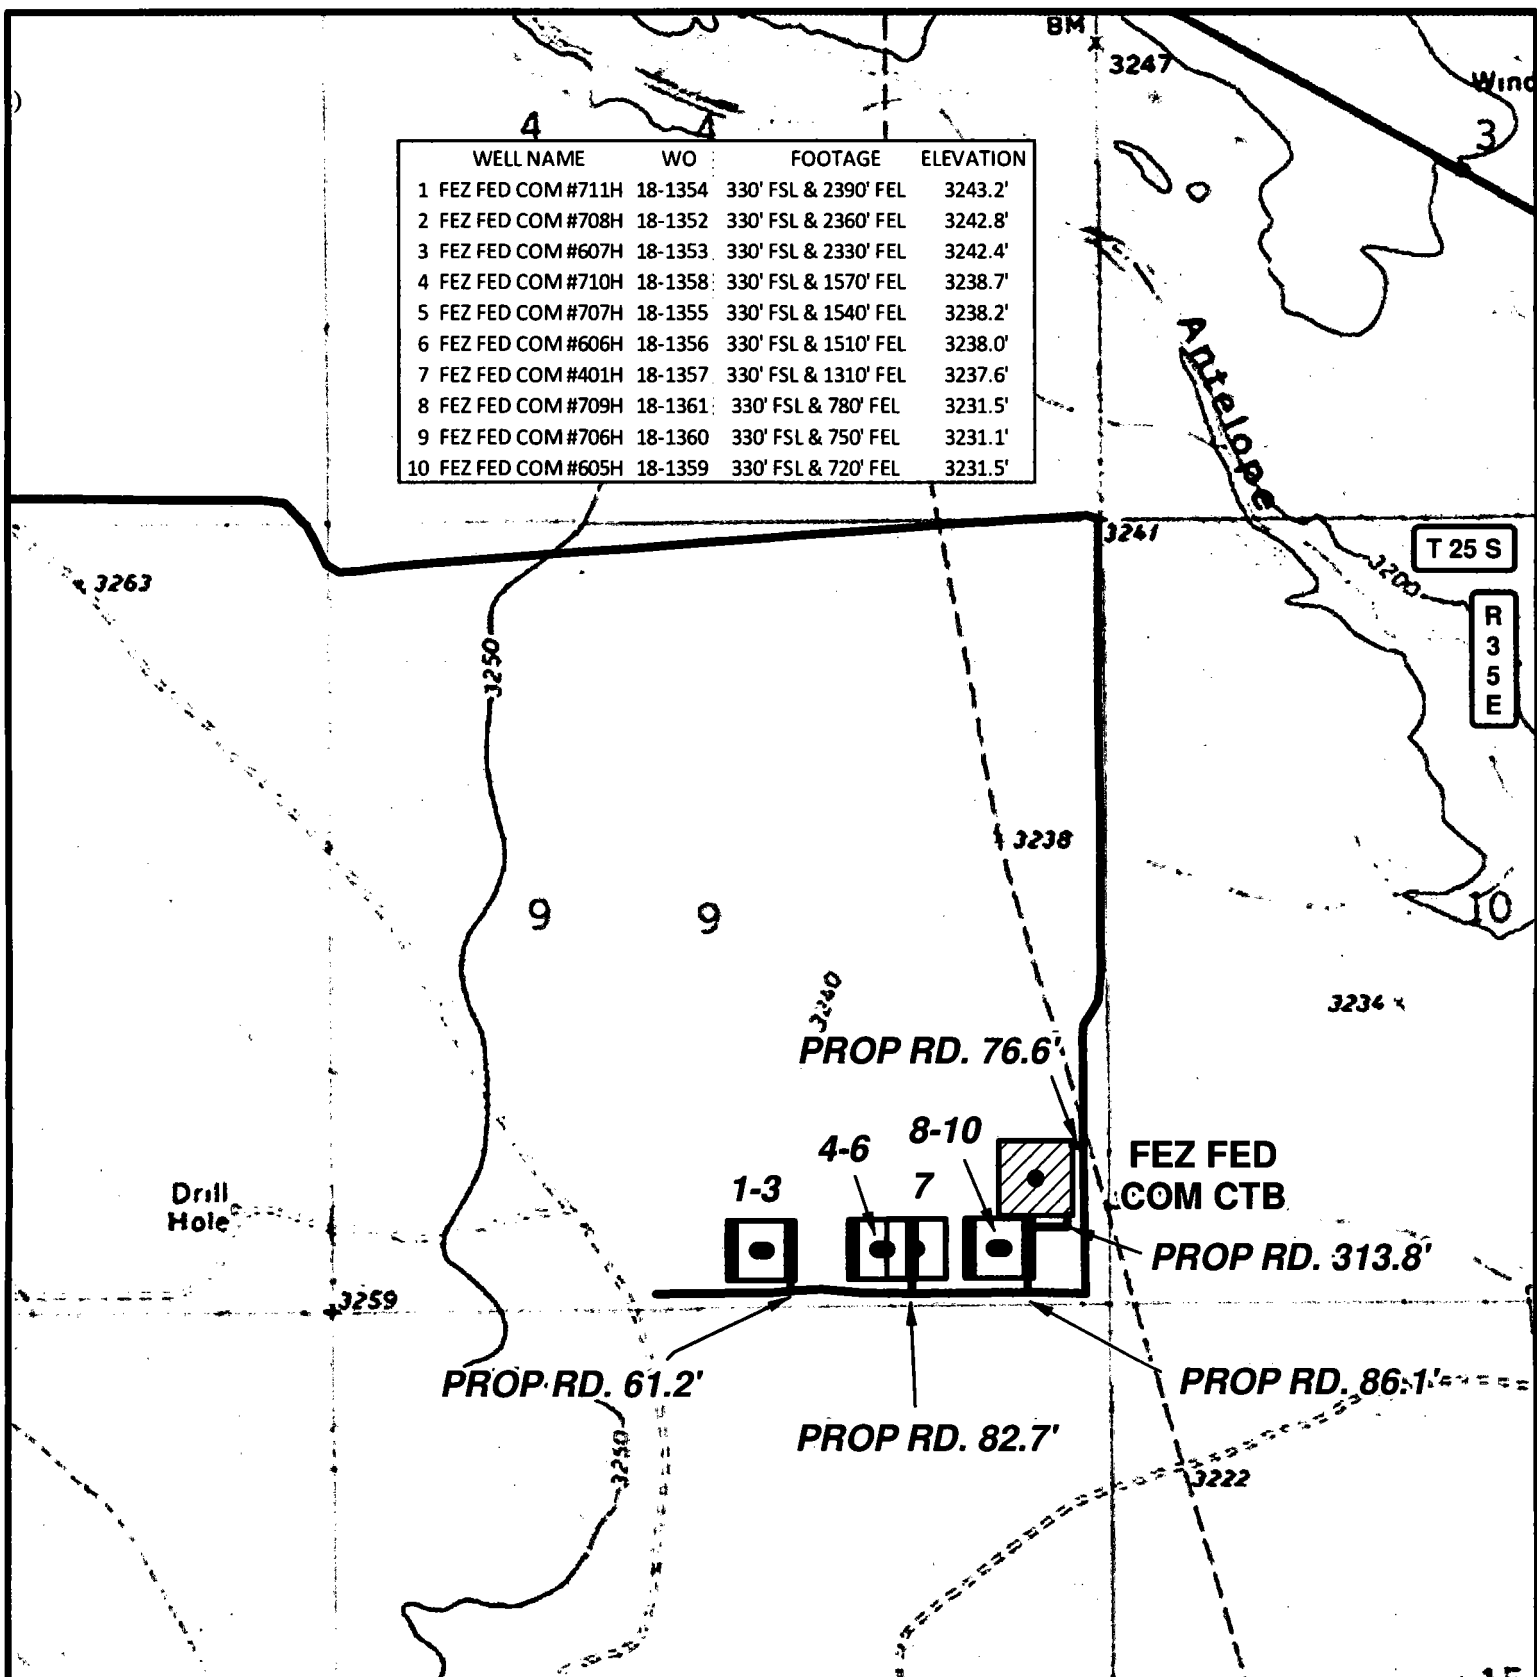 BM
3247
Wind
3
4 4
WELL NAME WO FOOTAGE ELEVATION
1 FEZ FED COM #711H 18-1354 330' FSL & 2390' FEL 3243.2'
2 FEZ FED COM #708H 18-1352 330' FSL & 2360' FEL 3242.8'
3 FEZ FED COM #607H 18-1353 330' FSL & 2330' FEL 3242.4'
4 FEZ FED COM #710H 18-1358 330' FSL & 1570' FEL 3238.7'
5 FEZ FED COM #707H 18-1355 330' FSL & 1540' FEL 3238.2'
6 FEZ FED COM #606H 18-1356 330' FSL & 1510' FEL 3238.0'
7 FEZ FED COM #401H 18-1357 330' FSL & 1310' FEL 3237.6'
8 FEZ FED COM #709H 18-1361 330' FSL & 780' FEL 3231.5'
9 FEZ FED COM #706H 18-1360 330' FSL & 750' FEL 3231.1'
10 FEZ FED COM #605H 18-1359 330' FSL & 720' FEL 3231.5'
Antelope
3241
T 25 S
3200
3263
R
3
5
E
3250
3238
9 9
10
3240
3234
PROP RD. 76.6'
8-10
4-6
FEZ FED
COM CTB
1-3
7
Drill
Hole
PROP RD. 313.8'
3259
PROP RD. 61.2'
PROP RD. 86.1'
PROP RD. 82.7'
3250
3222